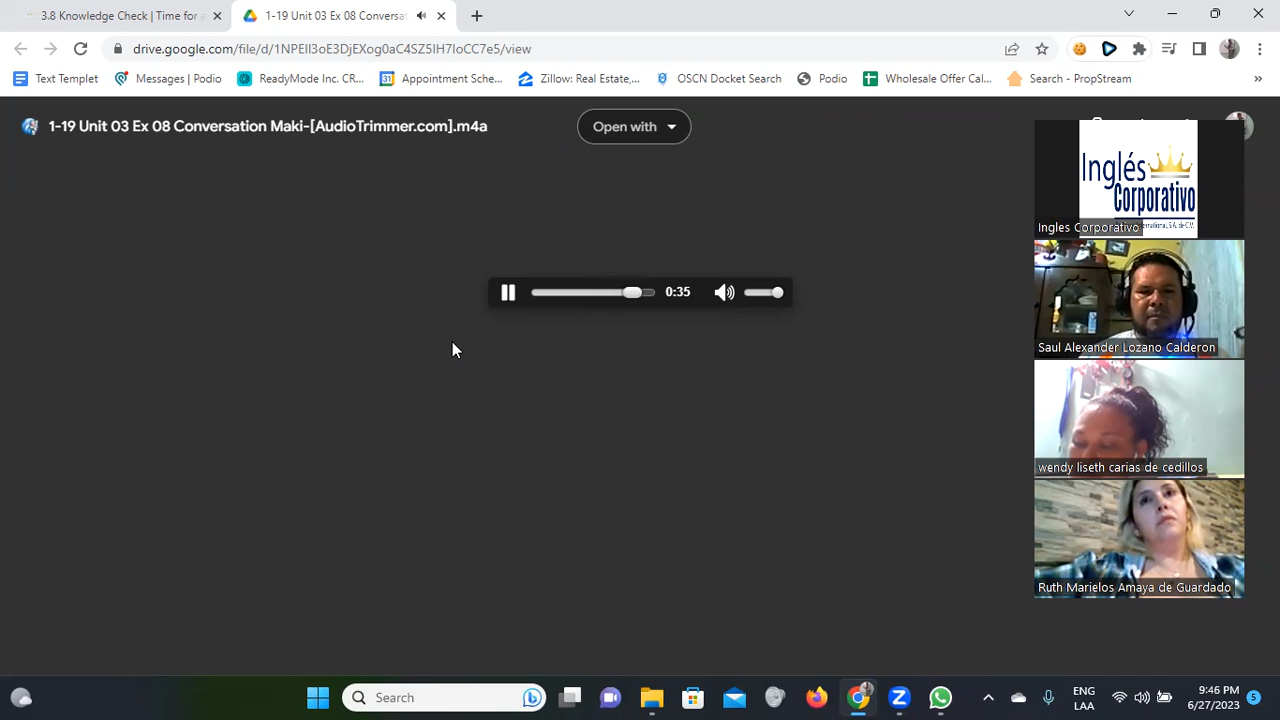 3.8 Knowledge Check | Time for
1-19 Unit 03 Ex 08 Conversat
drive.google.com/file/d/1NPEIl3oE3DjEXog0aC4SZ5lH7loCC7e5/view
Text Templet
Messages | Podio
ReadyMode Inc. CR...
Appointment Sche...
Zillow: Real Estate,...
OSCN Docket Search
Podio
Wholesale Offer Cal...
Search - PropStream
»
1-19 Unit 03 Ex 08 Conversation Maki-[AudioTrimmer.com].m4a
Open with
Inglés
Corporativo
International, S.A. de C.V.
Ingles Corporativo
0:35
Saul Alexander Lozano Calderon
wendy liseth carias de cedillos
Ruth Marielos Amaya de Guardado
Search
ENG
LAA
9:46 PM
6/27/2023
5